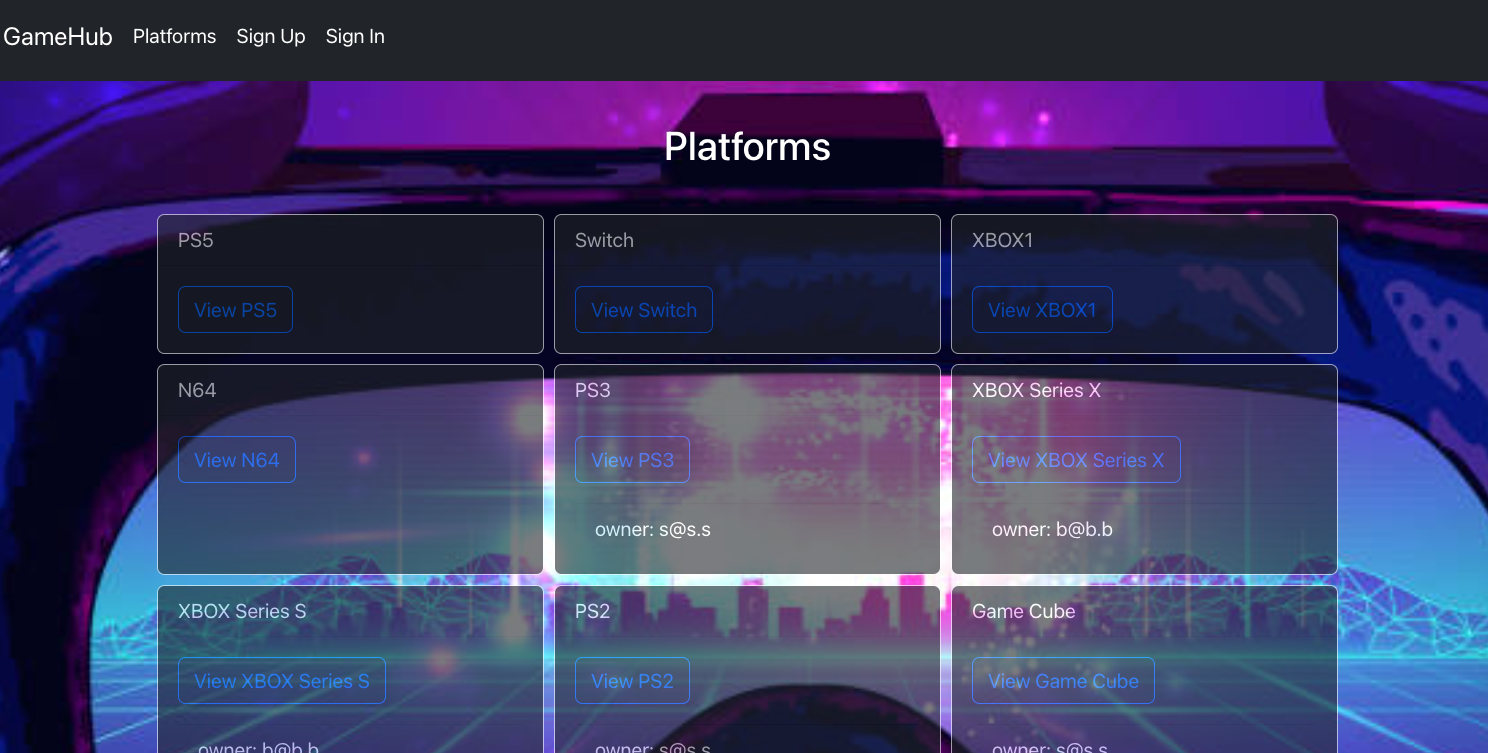 GameHub Platforms Sign Up Sign In
Platforms
PS5
View PS5
Switch
View Switch
XBOX1
View XBOX1
N64
View N64
PS3
View PS3
owner: s@s.s
XBOX Series X
View XBOX Series X
owner: b@b.b
XBOX Series S
View XBOX Series S
owner: b@b.b
PS2
View PS2
owner: s@s.s
Game Cube
View Game Cube
owner: s@s.s